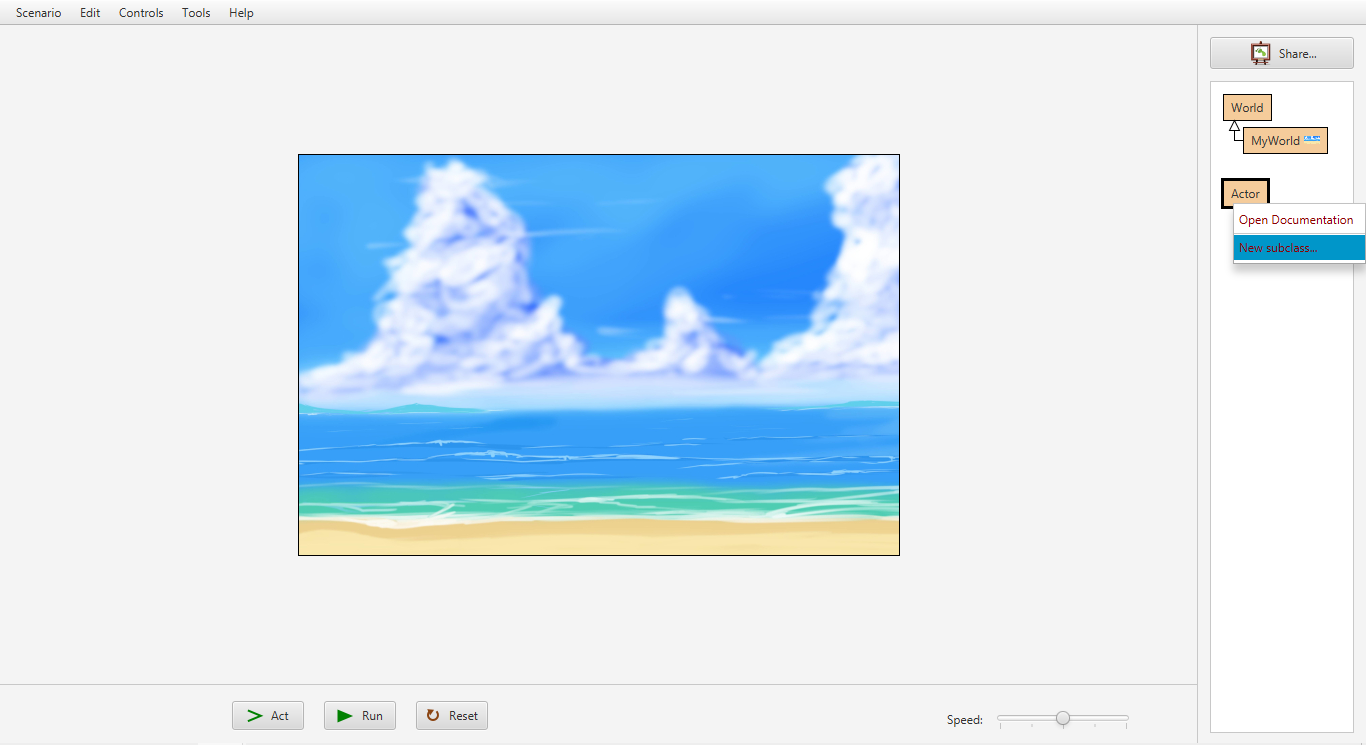 Scenario Edit Controls Tools Help
Share...
World
MyWorld
Actor
Open Documentation
New subclass...
Act Run Reset Speed: